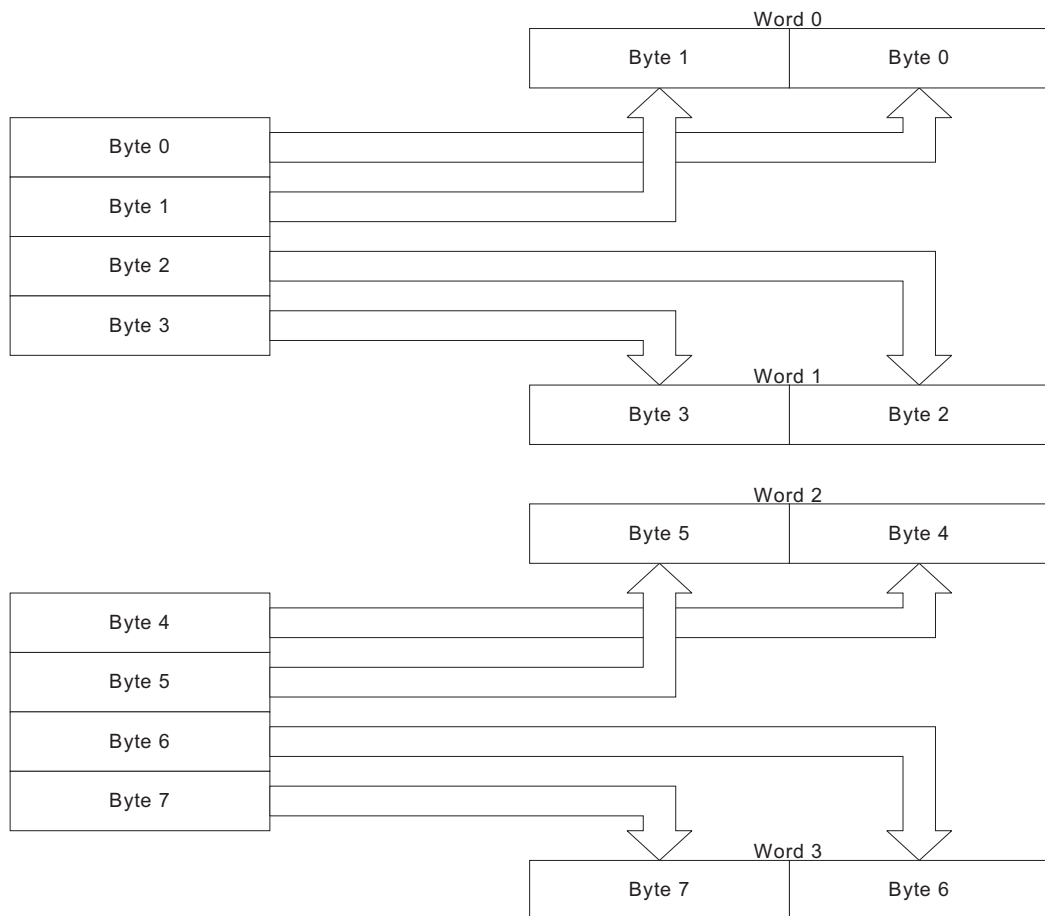 Word 0
Byte 1 Byte 0
Byte 0
Byte 1
Byte 2
Byte 3
Word 1
Byte 3 Byte 2
Word 2
Byte 5 Byte 4
Byte 4
Byte 5
Byte 6
Byte 7
Word 3
Byte 7 Byte 6